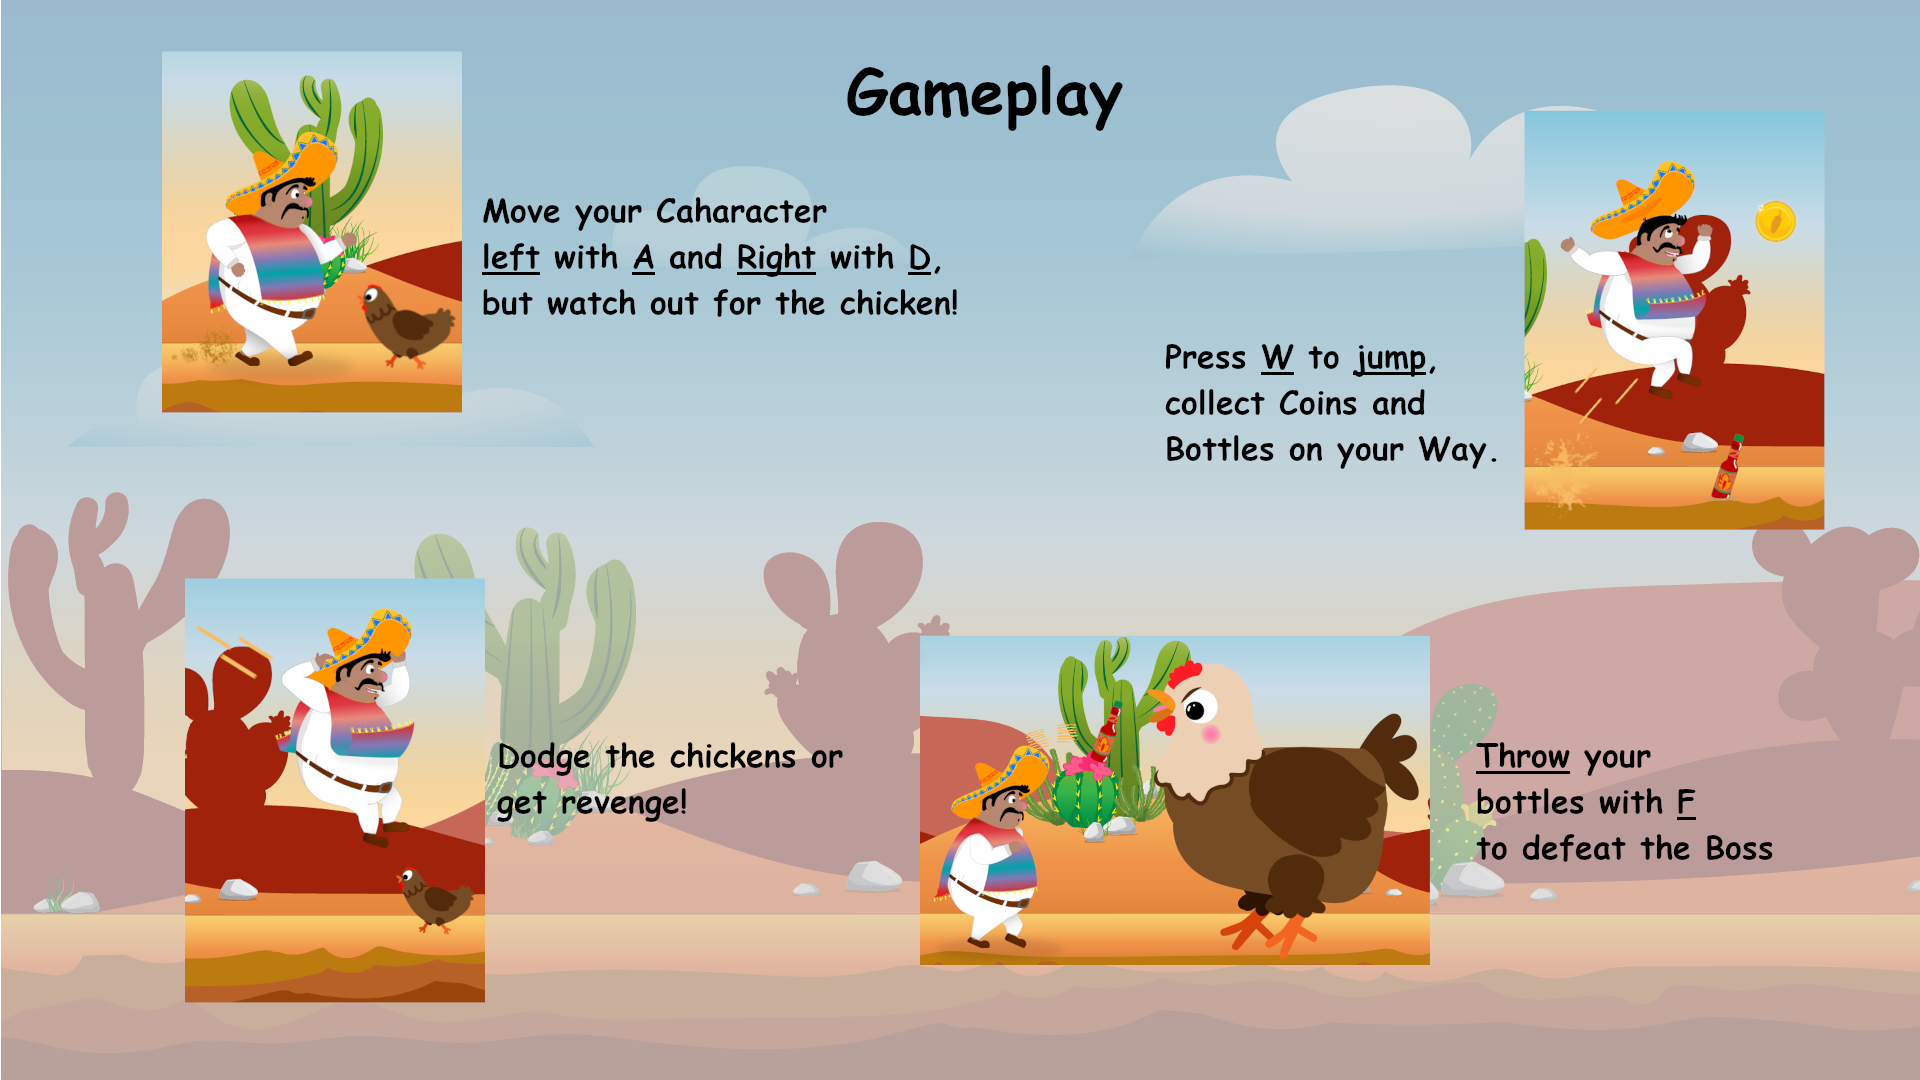 Gameplay
Move your Caharacter
left with A and Right with D,
but watch out for the chicken!
Press W to jump,
collect Coins and
Bottles on your Way.
Dodge the chickens or
get revenge!
Throw your
bottles with F
to defeat the Boss